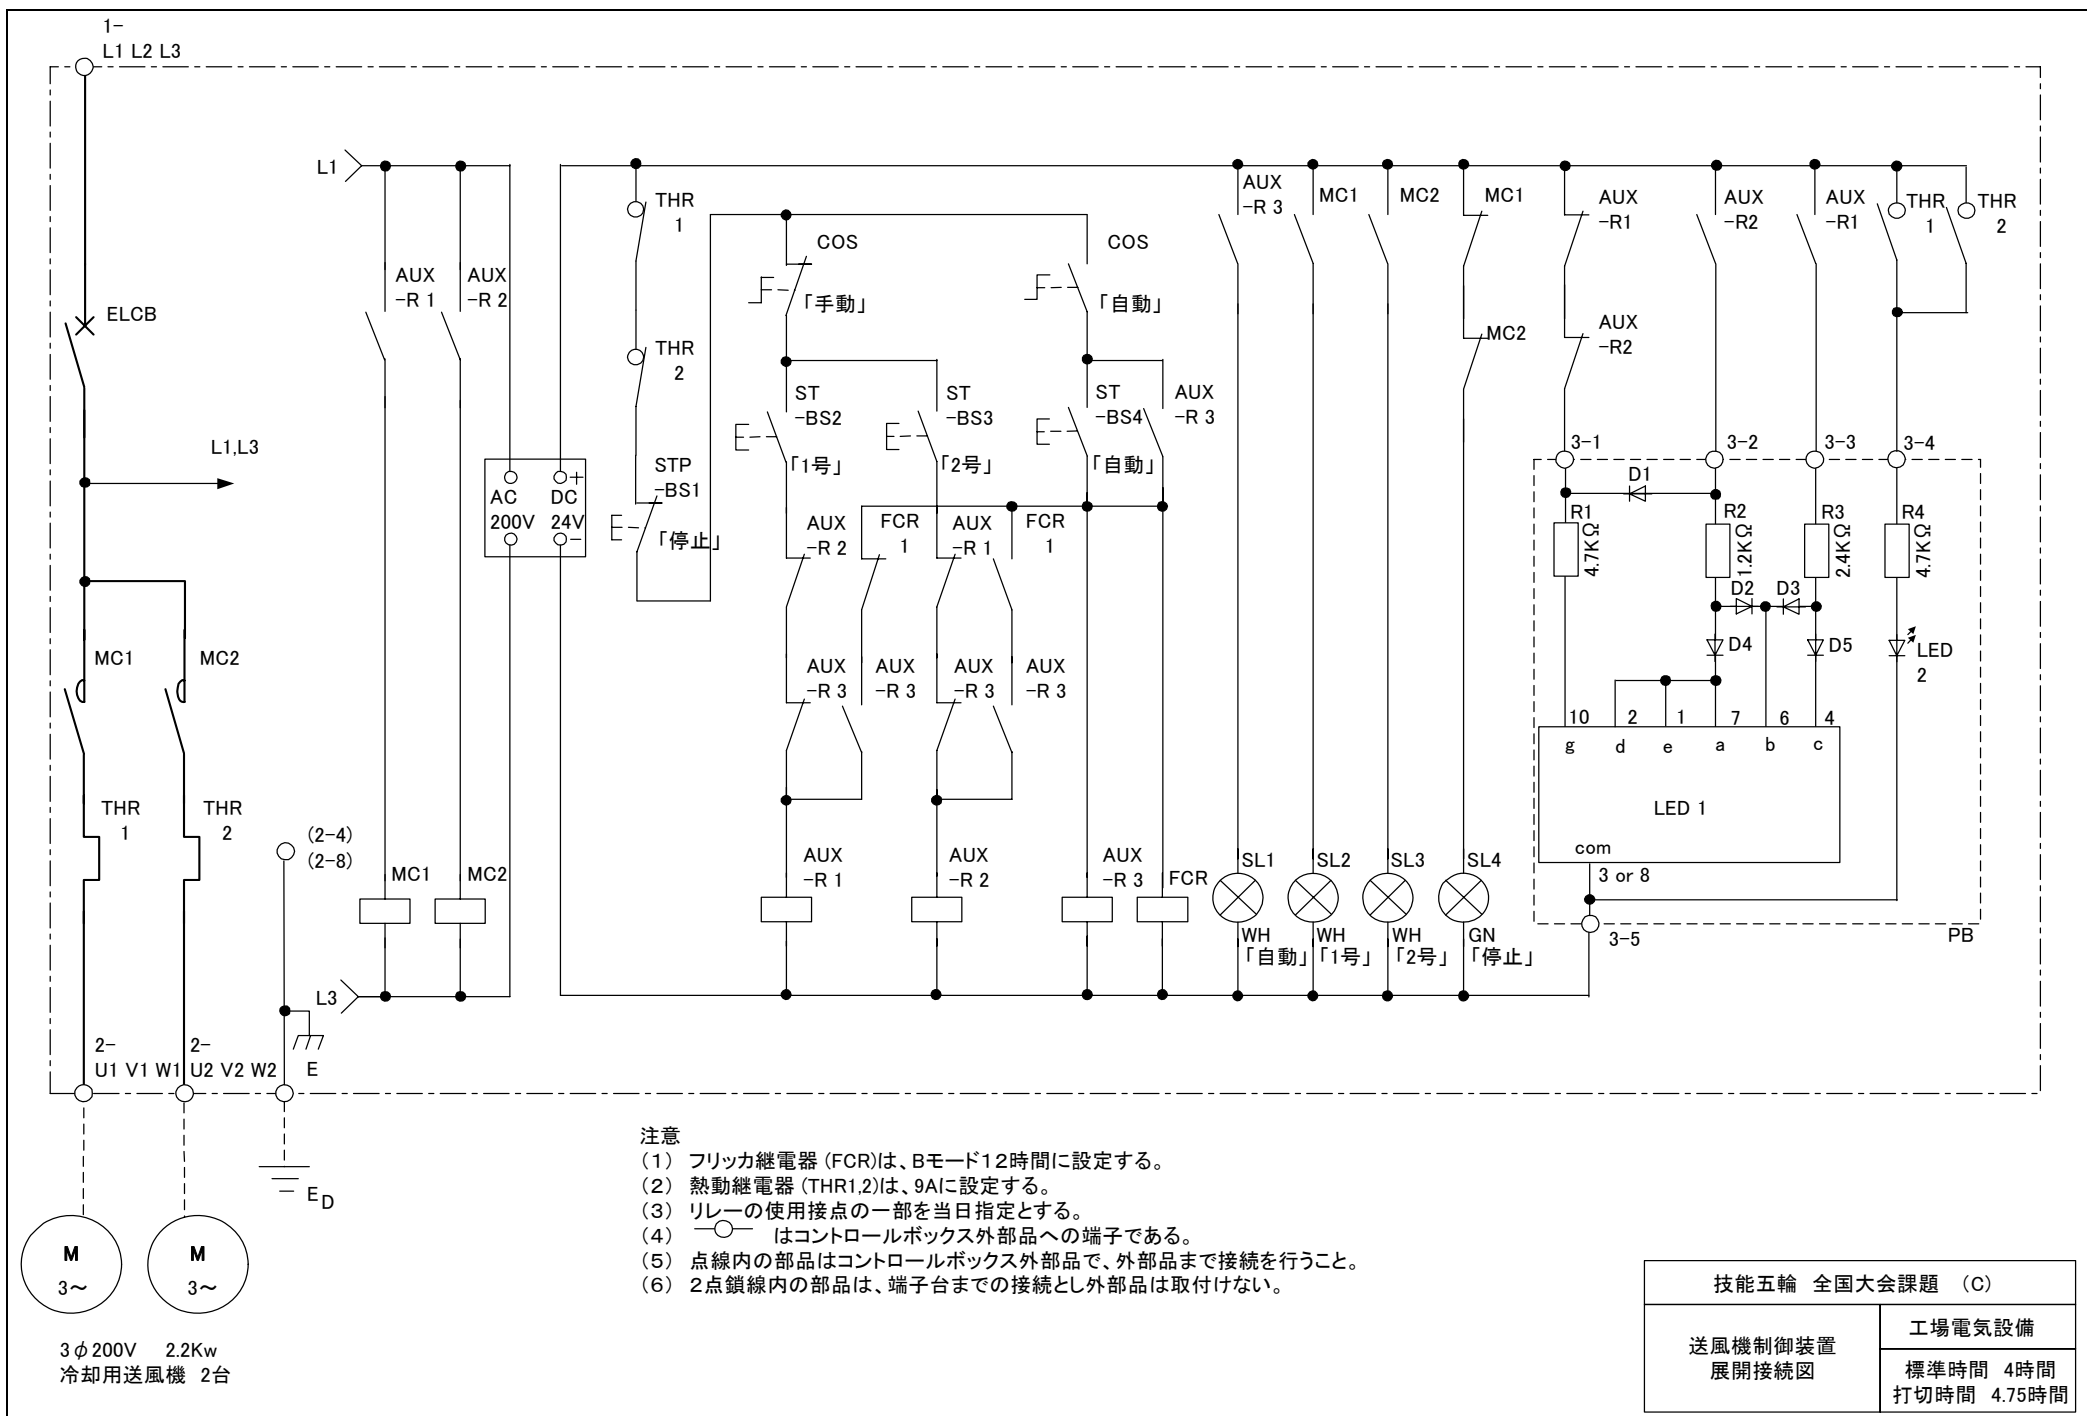 1-
L1 L2 L3
ELCB
L1,L3
MC1
MC2
THR
1
THR
2
(2-4)
(2-8)
2-
U1 V1 W1
2-
U2 V2 W2
E
ED
M
3~
M
3~
3φ200V 2.2Kw
冷却用送風機 2台
L1
AUX
-R 1
AUX
-R 2
MC1
MC2
L3
AC
200V
DC
24V
+
-
THR
1
THR
2
STP
-BS1
「停止」
COS
「手動」
COS
「自動」
ST
-BS2
「1号」
ST
-BS3
「2号」
ST
-BS4
「自動」
AUX
-R 3
AUX
-R 2
FCR
1
AUX
-R 1
FCR
1
AUX
-R 3
AUX
-R 3
AUX
-R 3
AUX
-R 3
AUX
-R 1
AUX
-R 2
AUX
-R 3
FCR
AUX
-R 3
MC1
MC2
MC1
MC2
SL1
WH
「自動」
SL2
WH
「1号」
SL3
WH
「2号」
SL4
GN
「停止」
AUX
-R1
AUX
-R2
AUX
-R2
AUX
-R1
THR
1
THR
2
3-1
3-2
3-3
3-4
D1
R1
4.7KΩ
R2
1.2KΩ
R3
2.4KΩ
R4
4.7KΩ
D2
D3
D4
D5
LED
2
10 2 1 7 6 4
g d e a b c
LED 1
com
3 or 8
3-5
PB
注意
(1) フリッカ継電器 (FCR)は、Bモード12時間に設定する。
(2) 熱動継電器 (THR1,2)は、9Aに設定する。
(3) リレーの使用接点の一部を当日指定とする。
(4) はコントロールボックス外部品への端子である。
(5) 点線内の部品はコントロールボックス外部品で、外部品まで接続を行うこと。
(6) 2点鎖線内の部品は、端子台までの接続とし外部品は取付けない。
技能五輪 全国大会課題 (C)
送風機制御装置
展開接続図
工場電気設備
標準時間 4時間
打切時間 4.75時間